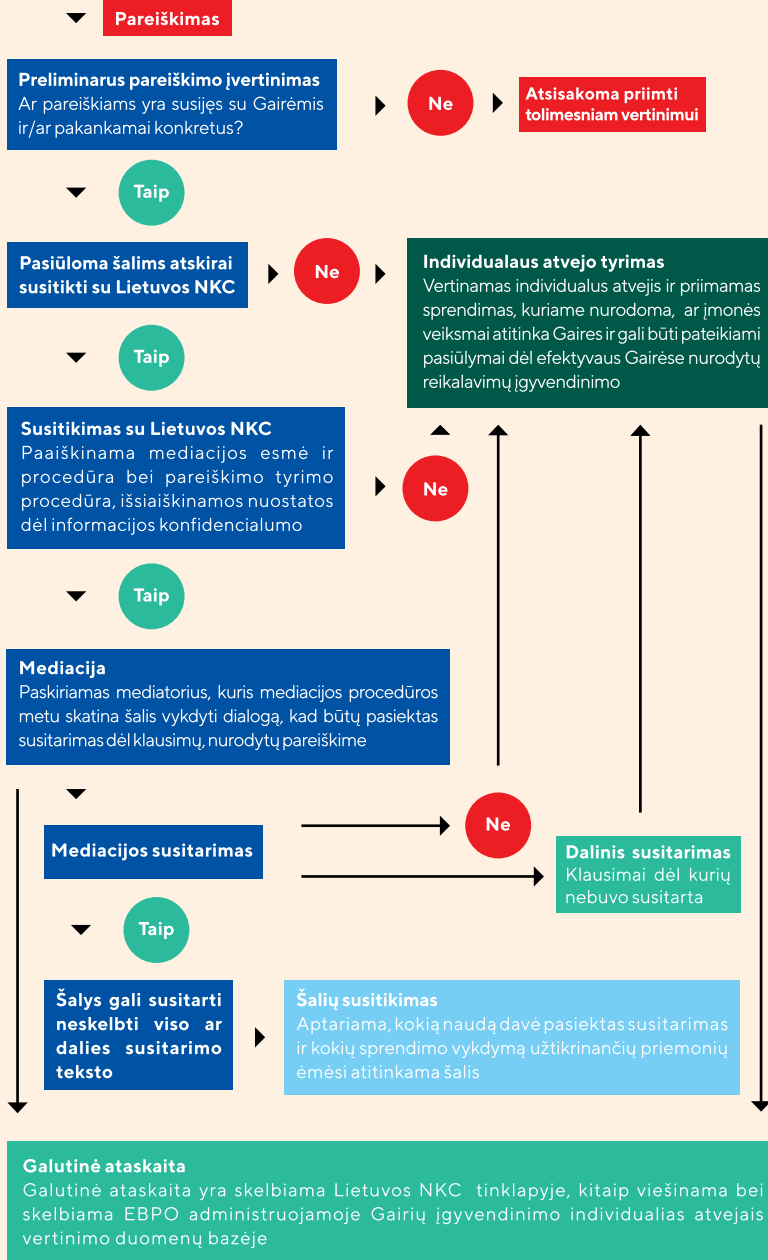 Pareiškimas
Preliminarus pareiškimo įvertinimas
Ar pareiškiams yra susijęs su Gairėmis
ir/ar pakankamai konkretus?
Ne
Atsisakoma priimti
tolimesniam vertinimui
Taip
Pasiūloma šalims atskirai
susitikti su Lietuvos NKC
Ne
Individualaus atvejo tyrimas
Vertinamas individualus atvejis ir priimamas
sprendimas, kuriame nurodoma, ar įmonės
veiksmai atitinka Gaires ir gali būti pateikiami
pasiūlymai dėl efektyvaus Gairėse nurodytų
reikalavimų įgyvendinimo
Taip
Susitikimas su Lietuvos NKC
Paaiškinama mediacijos esmė ir
procedūra bei pareiškimo tyrimo
procedūra, išsiaiškinamos nuostatos
dėl informacijos konfidencialumo
Ne
Taip
Mediacija
Paskiriamas mediatorius, kuris mediacijos procedūros
metu skatina šalis vykdyti dialogą, kad būtų pasiektas
susitarimas dėl klausimų, nurodytų pareiškime
Mediacijos susitarimas
Ne
Dalinis susitarimas
Klausimai dėl kurių
nebuvo susitarta
Taip
Šalys gali susitarti
neskelbti viso ar
dalies susitarimo
teksto
Šalių susitikimas
Aptariama, kokią naudą davė pasiektas susitarimas
ir kokių sprendimo vykdymą užtikrinančių priemonių
ėmėsi atitinkama šalis
Galutinė ataskaita
Galutinė ataskaita yra skelbiama Lietuvos NKC tinklapyje, kitaip viešinama bei
skelbiama EBPO administruojamoje Gairių įgyvendinimo individualias atvejais
vertinimo duomenų bazėje